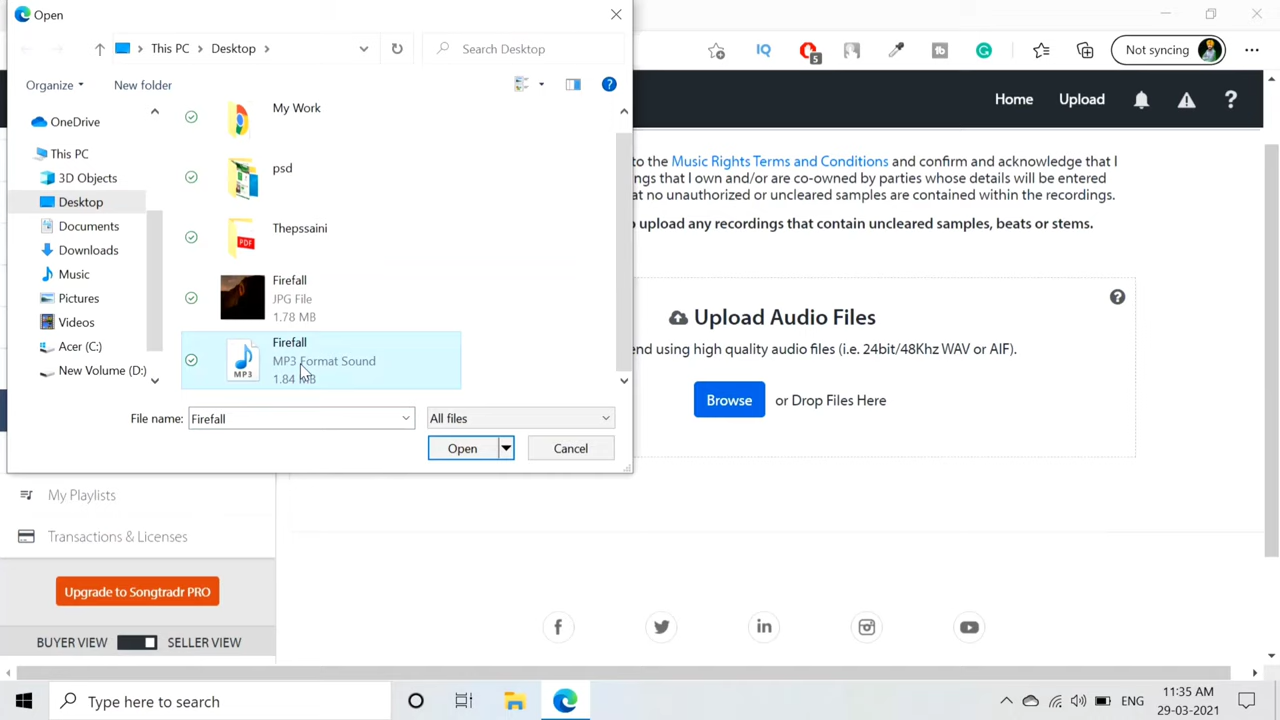 Open
This PC
Desktop
Search Desktop
IQ
5
Not syncing
Organize
New folder
Home
Upload
OneDrive
This PC
3D Objects
Desktop
Documents
Downloads
Music
Pictures
Videos
Acer (C:)
New Volume (D:)
My Work
psd
Thepssaini
PDF
Firefall
JPG File
1.78 MB
Firefall
MP3 Format Sound
1.84 MB
MP3
to the Music Rights Terms and Conditions and confirm and acknowledge that I
ngs that I own and/or are co-owned by parties whose details will be entered
at no unauthorized or uncleared samples are contained within the recordings.
upload any recordings that contain uncleared samples, beats or stems.
Upload Audio Files
end using high quality audio files (i.e. 24bit/48Khz WAV or AIF).
Browse or Drop Files Here
File name: Firefall
All files
Open
Cancel
My Playlists
Transactions & Licenses
Upgrade to Songtradr PRO
BUYER VIEW SELLER VIEW
Type here to search
ENG
11:35 AM
29-03-2021